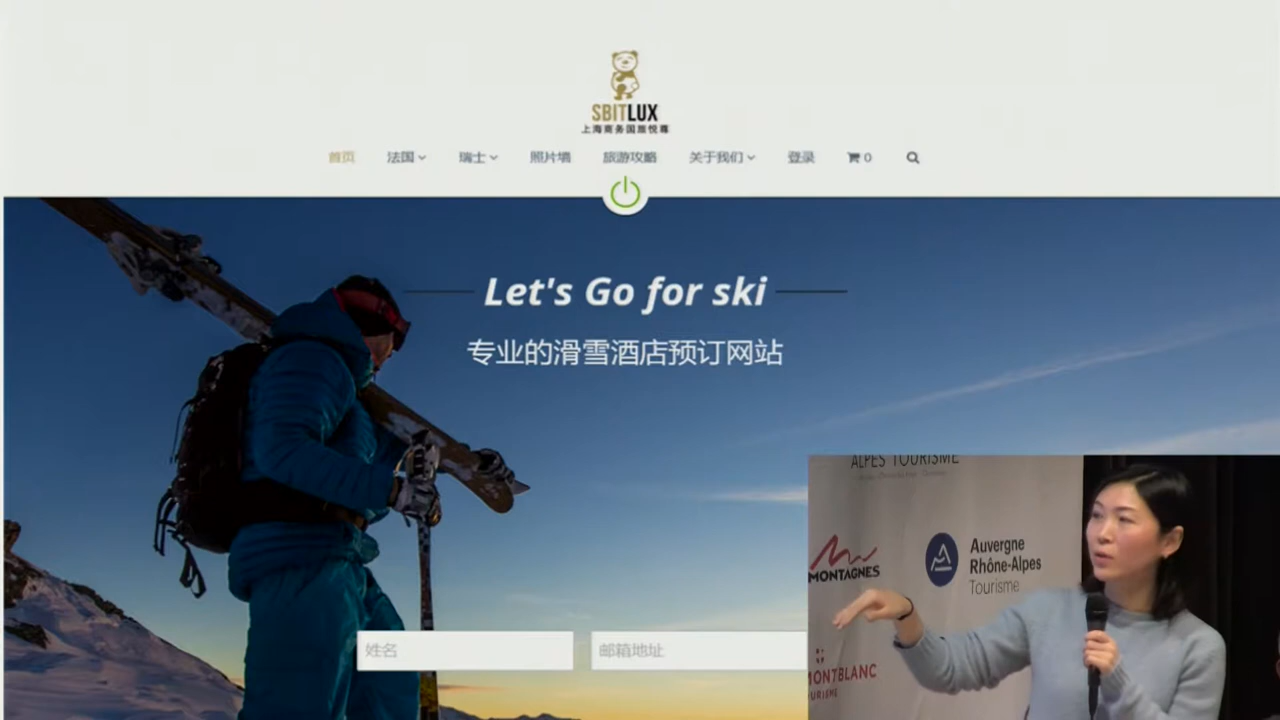 SBITLUX
上海商务国旅悦尊
首页 法国 瑞士 照片墙 旅游攻略 关于我们 登录 0
Let's Go for ski
专业的滑雪酒店预订网站
姓名 邮箱地址
ALPES TOURISME
MONTAGNES
Auvergne
Rhône-Alpes
Tourisme
MONTBLANC